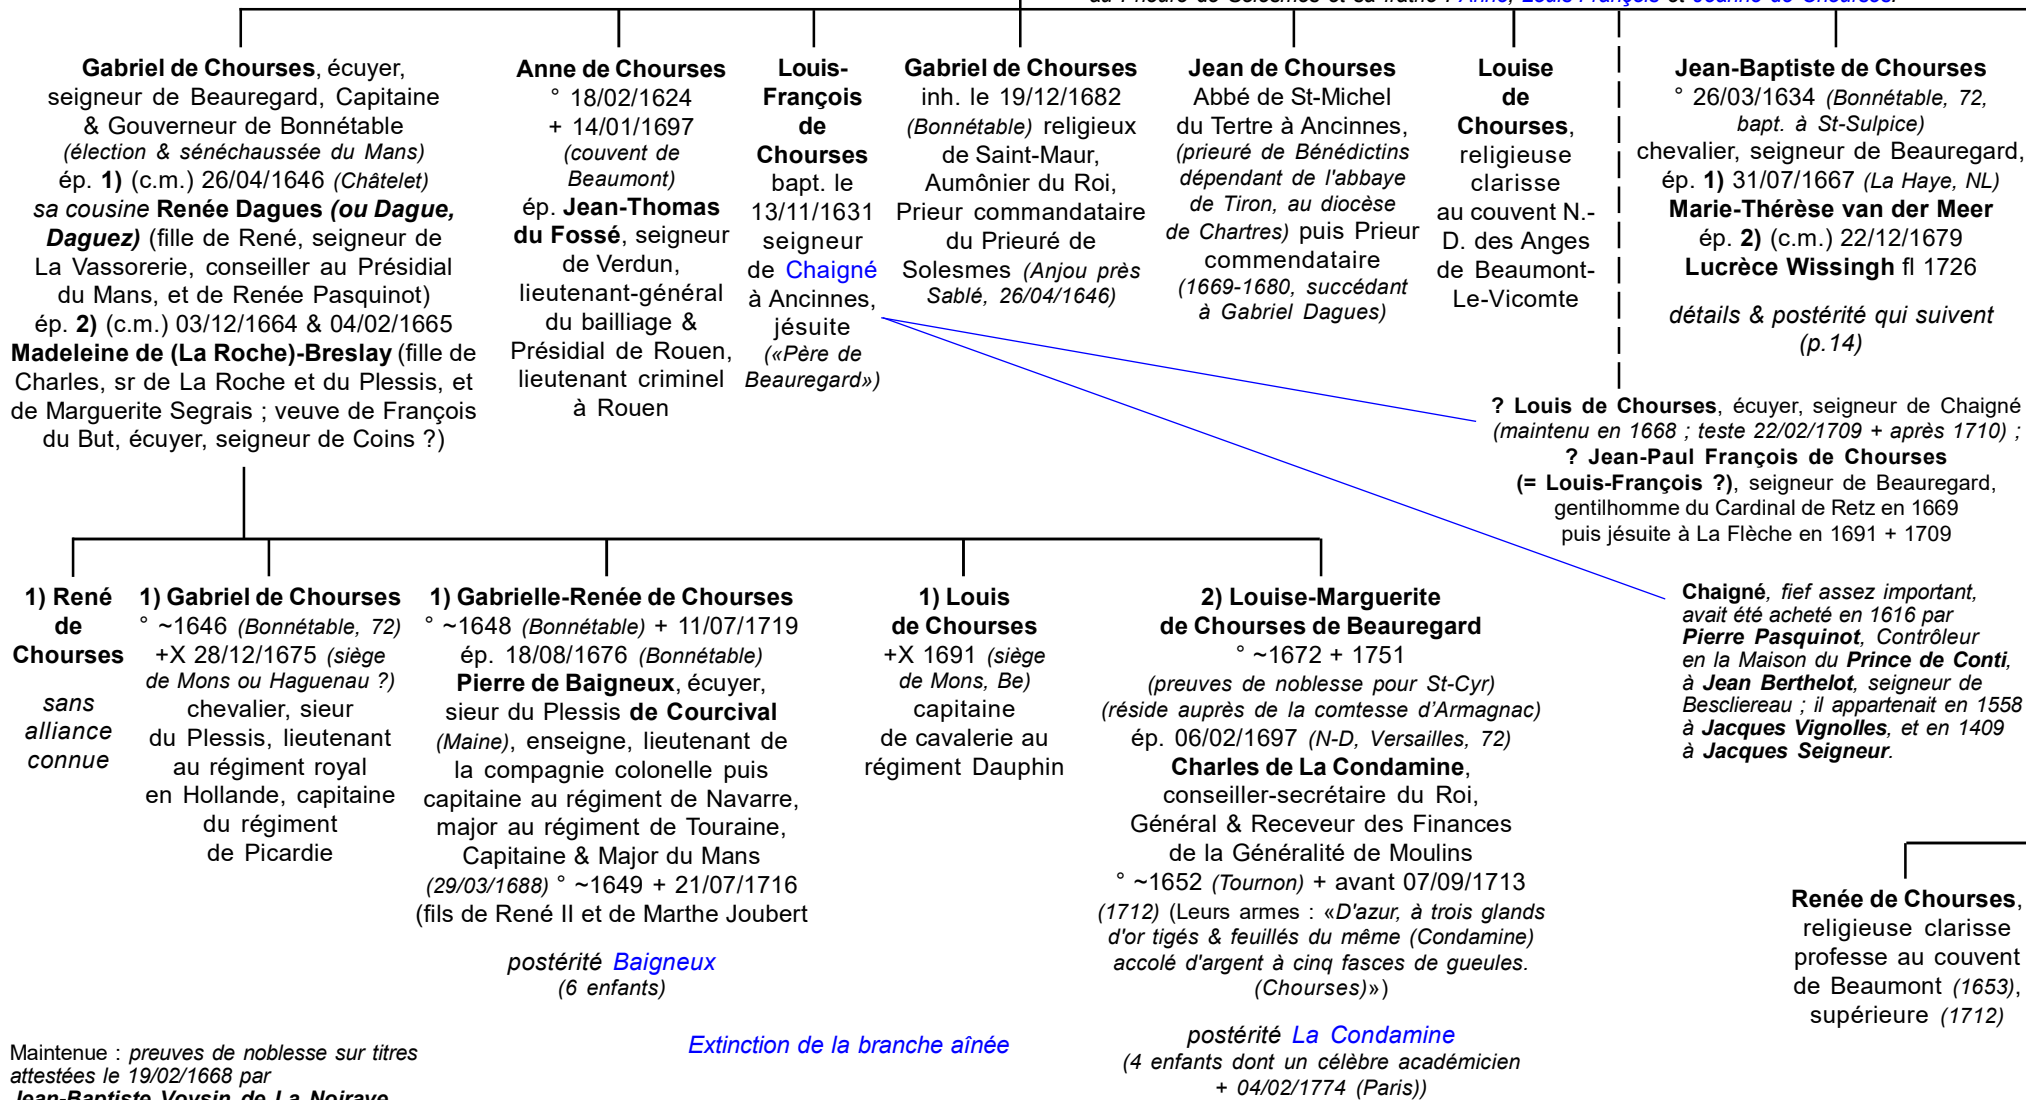 au Prieuré de Solesmes et sa fratrie : Anne, Louis-François et Jeanne de Chourses.
Gabriel de Chourses, écuyer,
seigneur de Beauregard, Capitaine
& Gouverneur de Bonnétable
(élection & sénéchaussée du Mans)
ép. 1) (c.m.) 26/04/1646 (Châtelet)
sa cousine Renée Dagues (ou Dague,
Daguez) (fille de René, seigneur de
La Vassorerie, conseiller au Présidial
du Mans, et de Renée Pasquinot)
ép. 2) (c.m.) 03/12/1664 & 04/02/1665
Madeleine de (La Roche)-Breslay (fille de
Charles, sr de La Roche et du Plessis, et
de Marguerite Segrais ; veuve de François
du But, écuyer, seigneur de Coins ?)
Anne de Chourses
° 18/02/1624
+ 14/01/1697
(couvent de
Beaumont)
ép. Jean-Thomas
du Fossé, seigneur
de Verdun,
lieutenant-général
du bailliage &
Présidial de Rouen,
lieutenant criminel
à Rouen
Louis-
François
de
Chourses
bapt. le
13/11/1631
seigneur
de Chaigné
à Ancinnes,
jésuite
(«Père de
Beauregard»)
Gabriel de Chourses
inh. le 19/12/1682
(Bonnétable) religieux
de Saint-Maur,
Aumônier du Roi,
Prieur commandataire
du Prieuré de
Solesmes (Anjou près
Sablé, 26/04/1646)
Jean de Chourses
Abbé de St-Michel
du Tertre à Ancinnes,
(prieuré de Bénédictins
dépendant de l'abbaye
de Tiron, au diocèse
de Chartres) puis Prieur
commendataire
(1669-1680, succédant
à Gabriel Dagues)
Louise
de
Chourses,
religieuse
clarisse
au couvent N.-
D. des Anges
de Beaumont-
Le-Vicomte
Jean-Baptiste de Chourses
° 26/03/1634 (Bonnétable, 72,
bapt. à St-Sulpice)
chevalier, seigneur de Beauregard,
ép. 1) 31/07/1667 (La Haye, NL)
Marie-Thérèse van der Meer
ép. 2) (c.m.) 22/12/1679
Lucrèce Wissingh fl 1726
détails & postérité qui suivent
(p.14)
? Louis de Chourses, écuyer, seigneur de Chaigné
(maintenu en 1668 ; teste 22/02/1709 + après 1710) ;
? Jean-Paul François de Chourses
(= Louis-François ?), seigneur de Beauregard,
gentilhomme du Cardinal de Retz en 1669
puis jésuite à La Flèche en 1691 + 1709
1) René
de
Chourses
sans
alliance
connue
1) Gabriel de Chourses
° ~1646 (Bonnétable, 72)
+X 28/12/1675 (siège
de Mons ou Haguenau ?)
chevalier, sieur
du Plessis, lieutenant
au régiment royal
en Hollande, capitaine
du régiment
de Picardie
1) Gabrielle-Renée de Chourses
° ~1648 (Bonnétable) + 11/07/1719
ép. 18/08/1676 (Bonnétable)
Pierre de Baigneux, écuyer,
sieur du Plessis de Courcival
(Maine), enseigne, lieutenant de
la compagnie colonelle puis
capitaine au régiment de Navarre,
major au régiment de Touraine,
Capitaine & Major du Mans
(29/03/1688) ° ~1649 + 21/07/1716
(fils de René II et de Marthe Joubert
postérité Baigneux
(6 enfants)
1) Louis
de Chourses
+X 1691 (siège
de Mons, Be)
capitaine
de cavalerie au
régiment Dauphin
2) Louise-Marguerite
de Chourses de Beauregard
° ~1672 + 1751
(preuves de noblesse pour St-Cyr)
(réside auprès de la comtesse d'Armagnac)
ép. 06/02/1697 (N-D, Versailles, 72)
Charles de La Condamine,
conseiller-secrétaire du Roi,
Général & Receveur des Finances
de la Généralité de Moulins
° ~1652 (Tournon) + avant 07/09/1713
(1712) (Leurs armes : «D'azur, à trois glands
d'or tigés & feuillés du même (Condamine)
accolé d'argent à cinq fasces de gueules.
(Chourses)»)
postérité La Condamine
(4 enfants dont un célèbre académicien
+ 04/02/1774 (Paris))
Chaigné, fief assez important,
avait été acheté en 1616 par
Pierre Pasquinot, Contrôleur
en la Maison du Prince de Conti,
à Jean Berthelot, seigneur de
Bescliereau ; il appartenait en 1558
à Jacques Vignolles, et en 1409
à Jacques Seigneur.
Renée de Chourses,
religieuse clarisse
professe au couvent
de Beaumont (1653),
supérieure (1712)
Extinction de la branche aînée
Maintenue : preuves de noblesse sur titres
attestées le 19/02/1668 par
Jean-Baptiste Voysin de La Noiraye